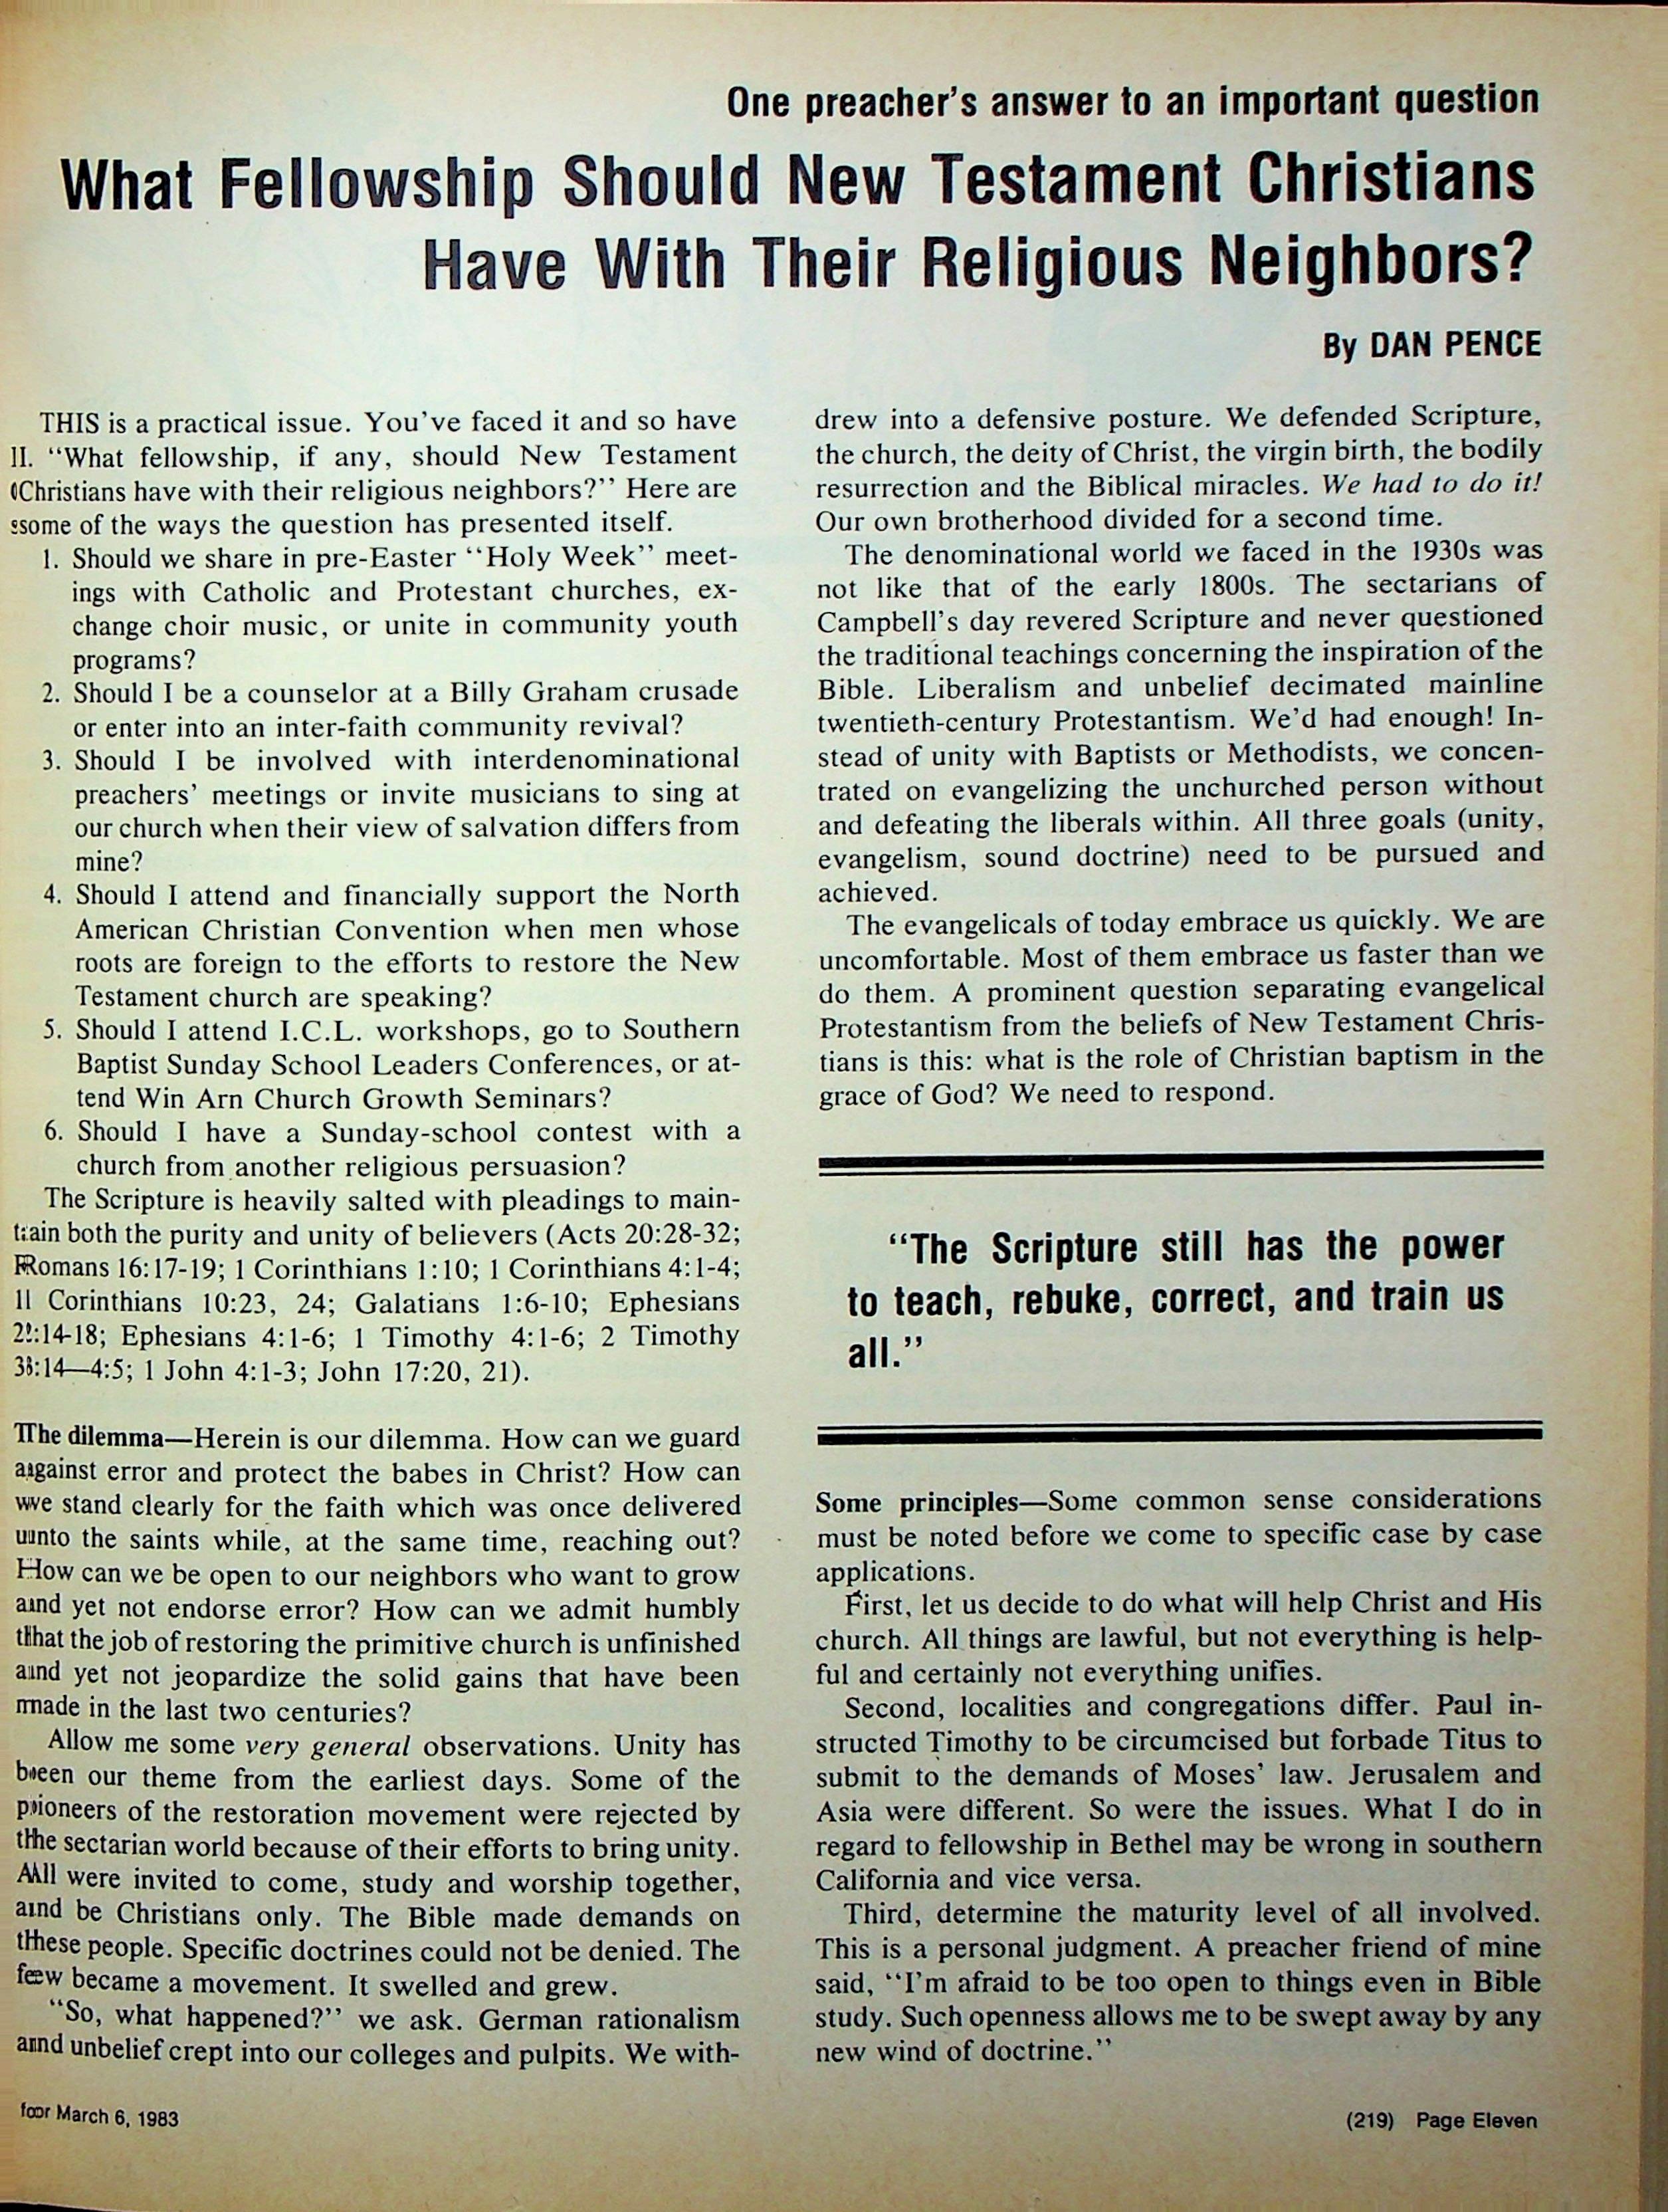 One preacher's answer to an important question
What Fellowship Should New Testament Christians
Have With Their Religious Neighbors?
By DAN PENCE
THIS is a practical issue. You've faced it and so have
I. "What fellowship, if any, should New Testament
Christians have with their religious neighbors?" Here are
some of the ways the question has presented itself.
1. Should we share in pre-Easter "Holy Week" meet-
ings with Catholic and Protestant churches, ex-
change choir music, or unite in community youth
programs?
2. Should I be a counselor at a Billy Graham crusade
or enter into an inter-faith community revival?
3. Should I be involved with interdenominational
preachers' meetings or invite musicians to sing at
our church when their view of salvation differs from
mine?
4. Should I attend and financially support the North
American Christian Convention when men whose
roots are foreign to the efforts to restore the New
Testament church are speaking?
5. Should I attend I.C.L. workshops, go to Southern
Baptist Sunday School Leaders Conferences, or at-
tend Win Arn Church Growth Seminars?
6. Should I have a Sunday-school contest with a
church from another religious persuasion?
The Scripture is heavily salted with pleadings to main-
tain both the purity and unity of believers (Acts 20:28-32;
Romans 16:17-19; 1 Corinthians 1:10; 1 Corinthians 4:1-4;
1 Corinthians 10:23, 24; Galatians 1:6-10; Ephesians
2:14-18; Ephesians 4:1-6; 1 Timothy 4:1-6; 2 Timothy
3:14—4:5; 1 John 4:1-3; John 17:20, 21).
The dilemma—Herein is our dilemma. How can we guard
against error and protect the babes in Christ? How can
we stand clearly for the faith which was once delivered
unto the saints while, at the same time, reaching out?
How can we be open to our neighbors who want to grow
and yet not endorse error? How can we admit humbly
that the job of restoring the primitive church is unfinished
and yet not jeopardize the solid gains that have been
made in the last two centuries?
Allow me some very general observations. Unity has
been our theme from the earliest days. Some of the
pioneers of the restoration movement were rejected by
the sectarian world because of their efforts to bring unity.
All were invited to come, study and worship together,
and be Christians only. The Bible made demands on
these people. Specific doctrines could not be denied. The
few became a movement. It swelled and grew.
"So, what happened?" we ask. German rationalism
and unbelief crept into our colleges and pulpits. We with-
drew into a defensive posture. We defended Scripture,
the church, the deity of Christ, the virgin birth, the bodily
resurrection and the Biblical miracles. We had to do it!
Our own brotherhood divided for a second time.
The denominational world we faced in the 1930s was
not like that of the early 1800s. The sectarians of
Campbell's day revered Scripture and never questioned
the traditional teachings concerning the inspiration of the
Bible. Liberalism and unbelief decimated mainline
twentieth-century Protestantism. We'd had enough! In-
stead of unity with Baptists or Methodists, we concen-
trated on evangelizing the unchurched person without
and defeating the liberals within. All three goals (unity,
evangelism, sound doctrine) need to be pursued and
achieved.
The evangelicals of today embrace us quickly. We are
uncomfortable. Most of them embrace us faster than we
do them. A prominent question separating evangelical
Protestantism from the beliefs of New Testament Chris-
tians is this: what is the role of Christian baptism in the
grace of God? We need to respond.
"The Scripture still has the power
to teach, rebuke, correct, and train us
all."
Some principles—Some common sense considerations
must be noted before we come to specific case by case
applications.
First, let us decide to do what will help Christ and His
church. All things are lawful, but not everything is help-
ful and certainly not everything unifies.
Second, localities and congregations differ. Paul in-
structed Timothy to be circumcised but forbade Titus to
submit to the demands of Moses' law. Jerusalem and
Asia were different. So were the issues. What I do in
regard to fellowship in Bethel may be wrong in southern
California and vice versa.
Third, determine the maturity level of all involved.
This is a personal judgment. A preacher friend of mine
said, "I'm afraid to be too open to things even in Bible
study. Such openness allows me to be swept away by any
new wind of doctrine."
for March 6, 1983
(219) Page Eleven